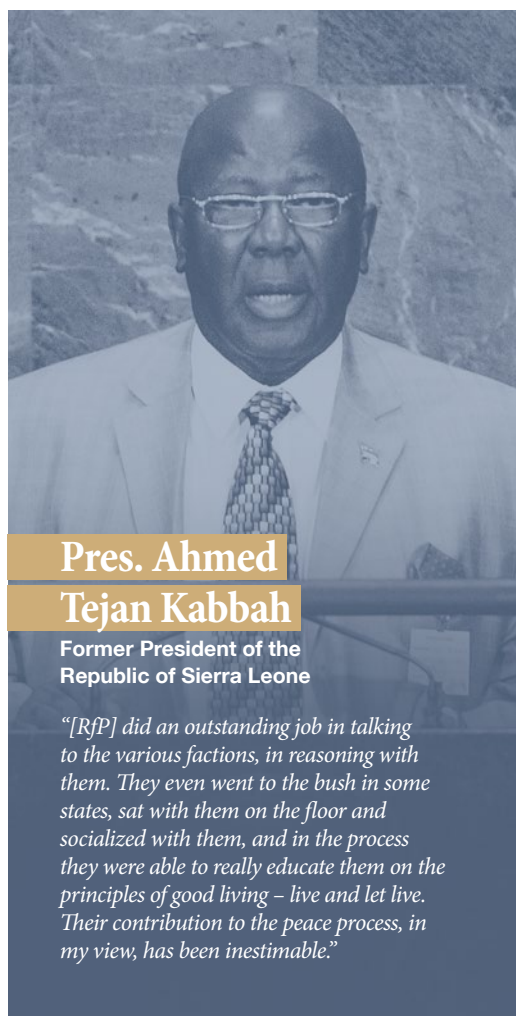 Pres. Ahmed
Tejan Kabbah
Former President of the
Republic of Sierra Leone
“[RfP] did an outstanding job in talking
to the various factions, in reasoning with
them. They even went to the bush in some
states, sat with them on the floor and
socialized with them, and in the process
they were able to really educate them on the
principles of good living – live and let live.
Their contribution to the peace process, in
my view, has been inestimable.”